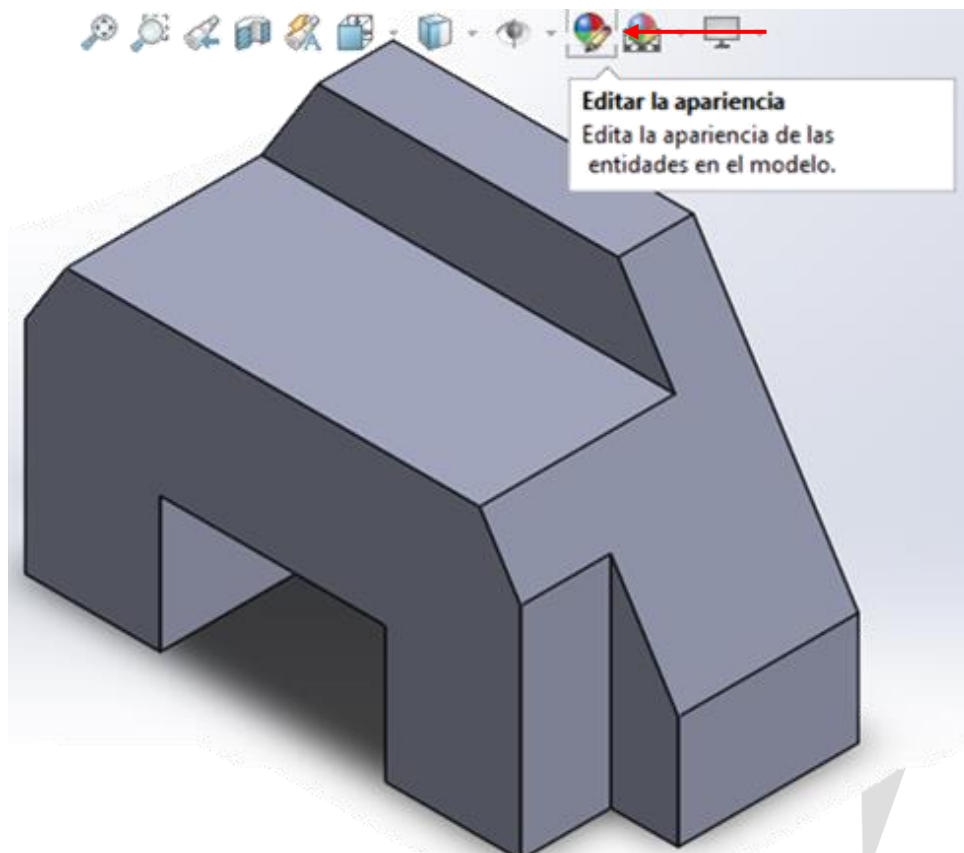 Editar la apariencia
Edita la apariencia de las
entidades en el modelo.